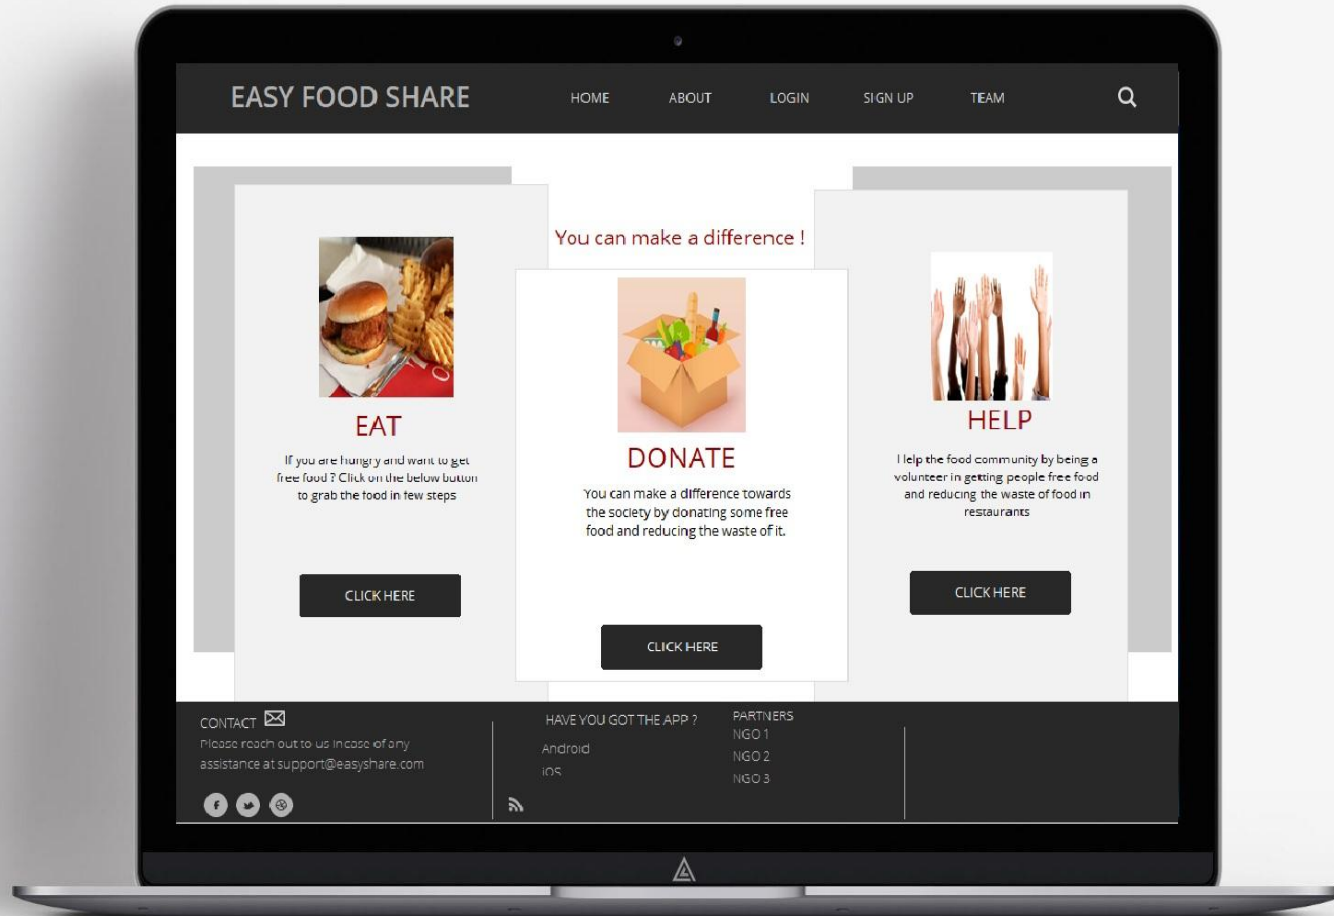 EASY FOOD SHARE
HOME
ABOUT
LOGIN
SIGN UP
TEAM
You can make a difference !
EAT
If you are hungry and want to get
free food ? Click on the below button
to grab the food in few steps
CLICK HERE
DONATE
You can make a difference towards
the society by donating some free
food and reducing the waste of it.
CLICK HERE
HELP
Help the food community by being a
volunteer in getting people free food
and reducing the waste of food in
restaurants
CLICK HERE
CONTACT
Please reach out to us incase of any
assistance at support@easyshare.com
HAVE YOU GOT THE APP ?
Android
iOS
PARTNERS
NGO 1
NGO 2
NGO 3